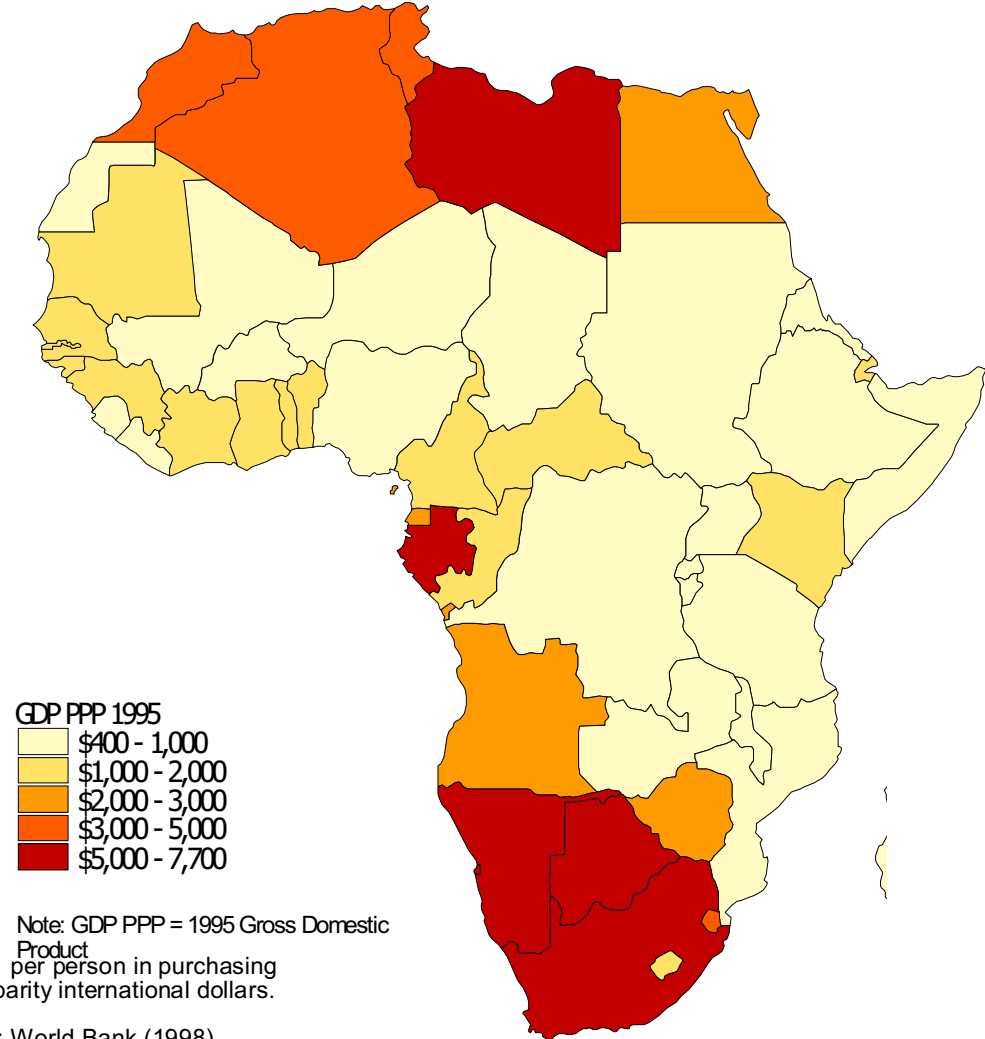 GDP PPP 1995
$400 - 1,000
$1,000 - 2,000
$2,000 - 3,000
$3,000 - 5,000
$5,000 - 7,700
Note: GDP PPP = 1995 Gross Domestic
Product
per person in purchasing
parity international dollars.
: World Bank (1998)